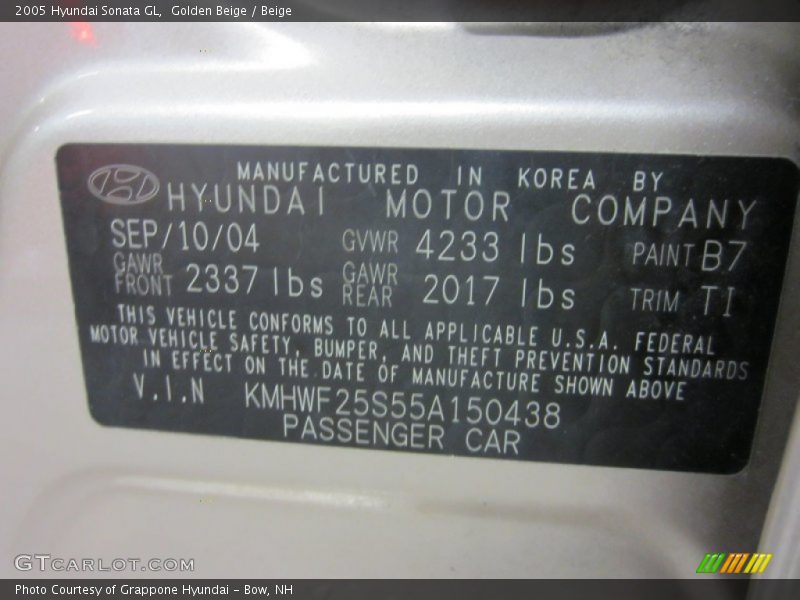 2005 Hyundai Sonata GL,  Golden Beige / Beige
MANUFACTURED IN KOREA BY
HYUNDAI MOTOR COMPANY
SEP/10/04 GVWR 4233 lbs PAINT B7
GAWR FRONT 2337 lbs GAWR REAR 2017 lbs TRIM TI
THIS VEHICLE CONFORMS TO ALL APPLICABLE U.S.A. FEDERAL
MOTOR VEHICLE SAFETY, BUMPER, AND THEFT PREVENTION STANDARDS
IN EFFECT ON THE DATE OF MANUFACTURE SHOWN ABOVE
V.I.N KMHWF25S55A150438
PASSENGER CAR
GTCARLOT.COM
Photo Courtesy of Grappone Hyundai - Bow, NH